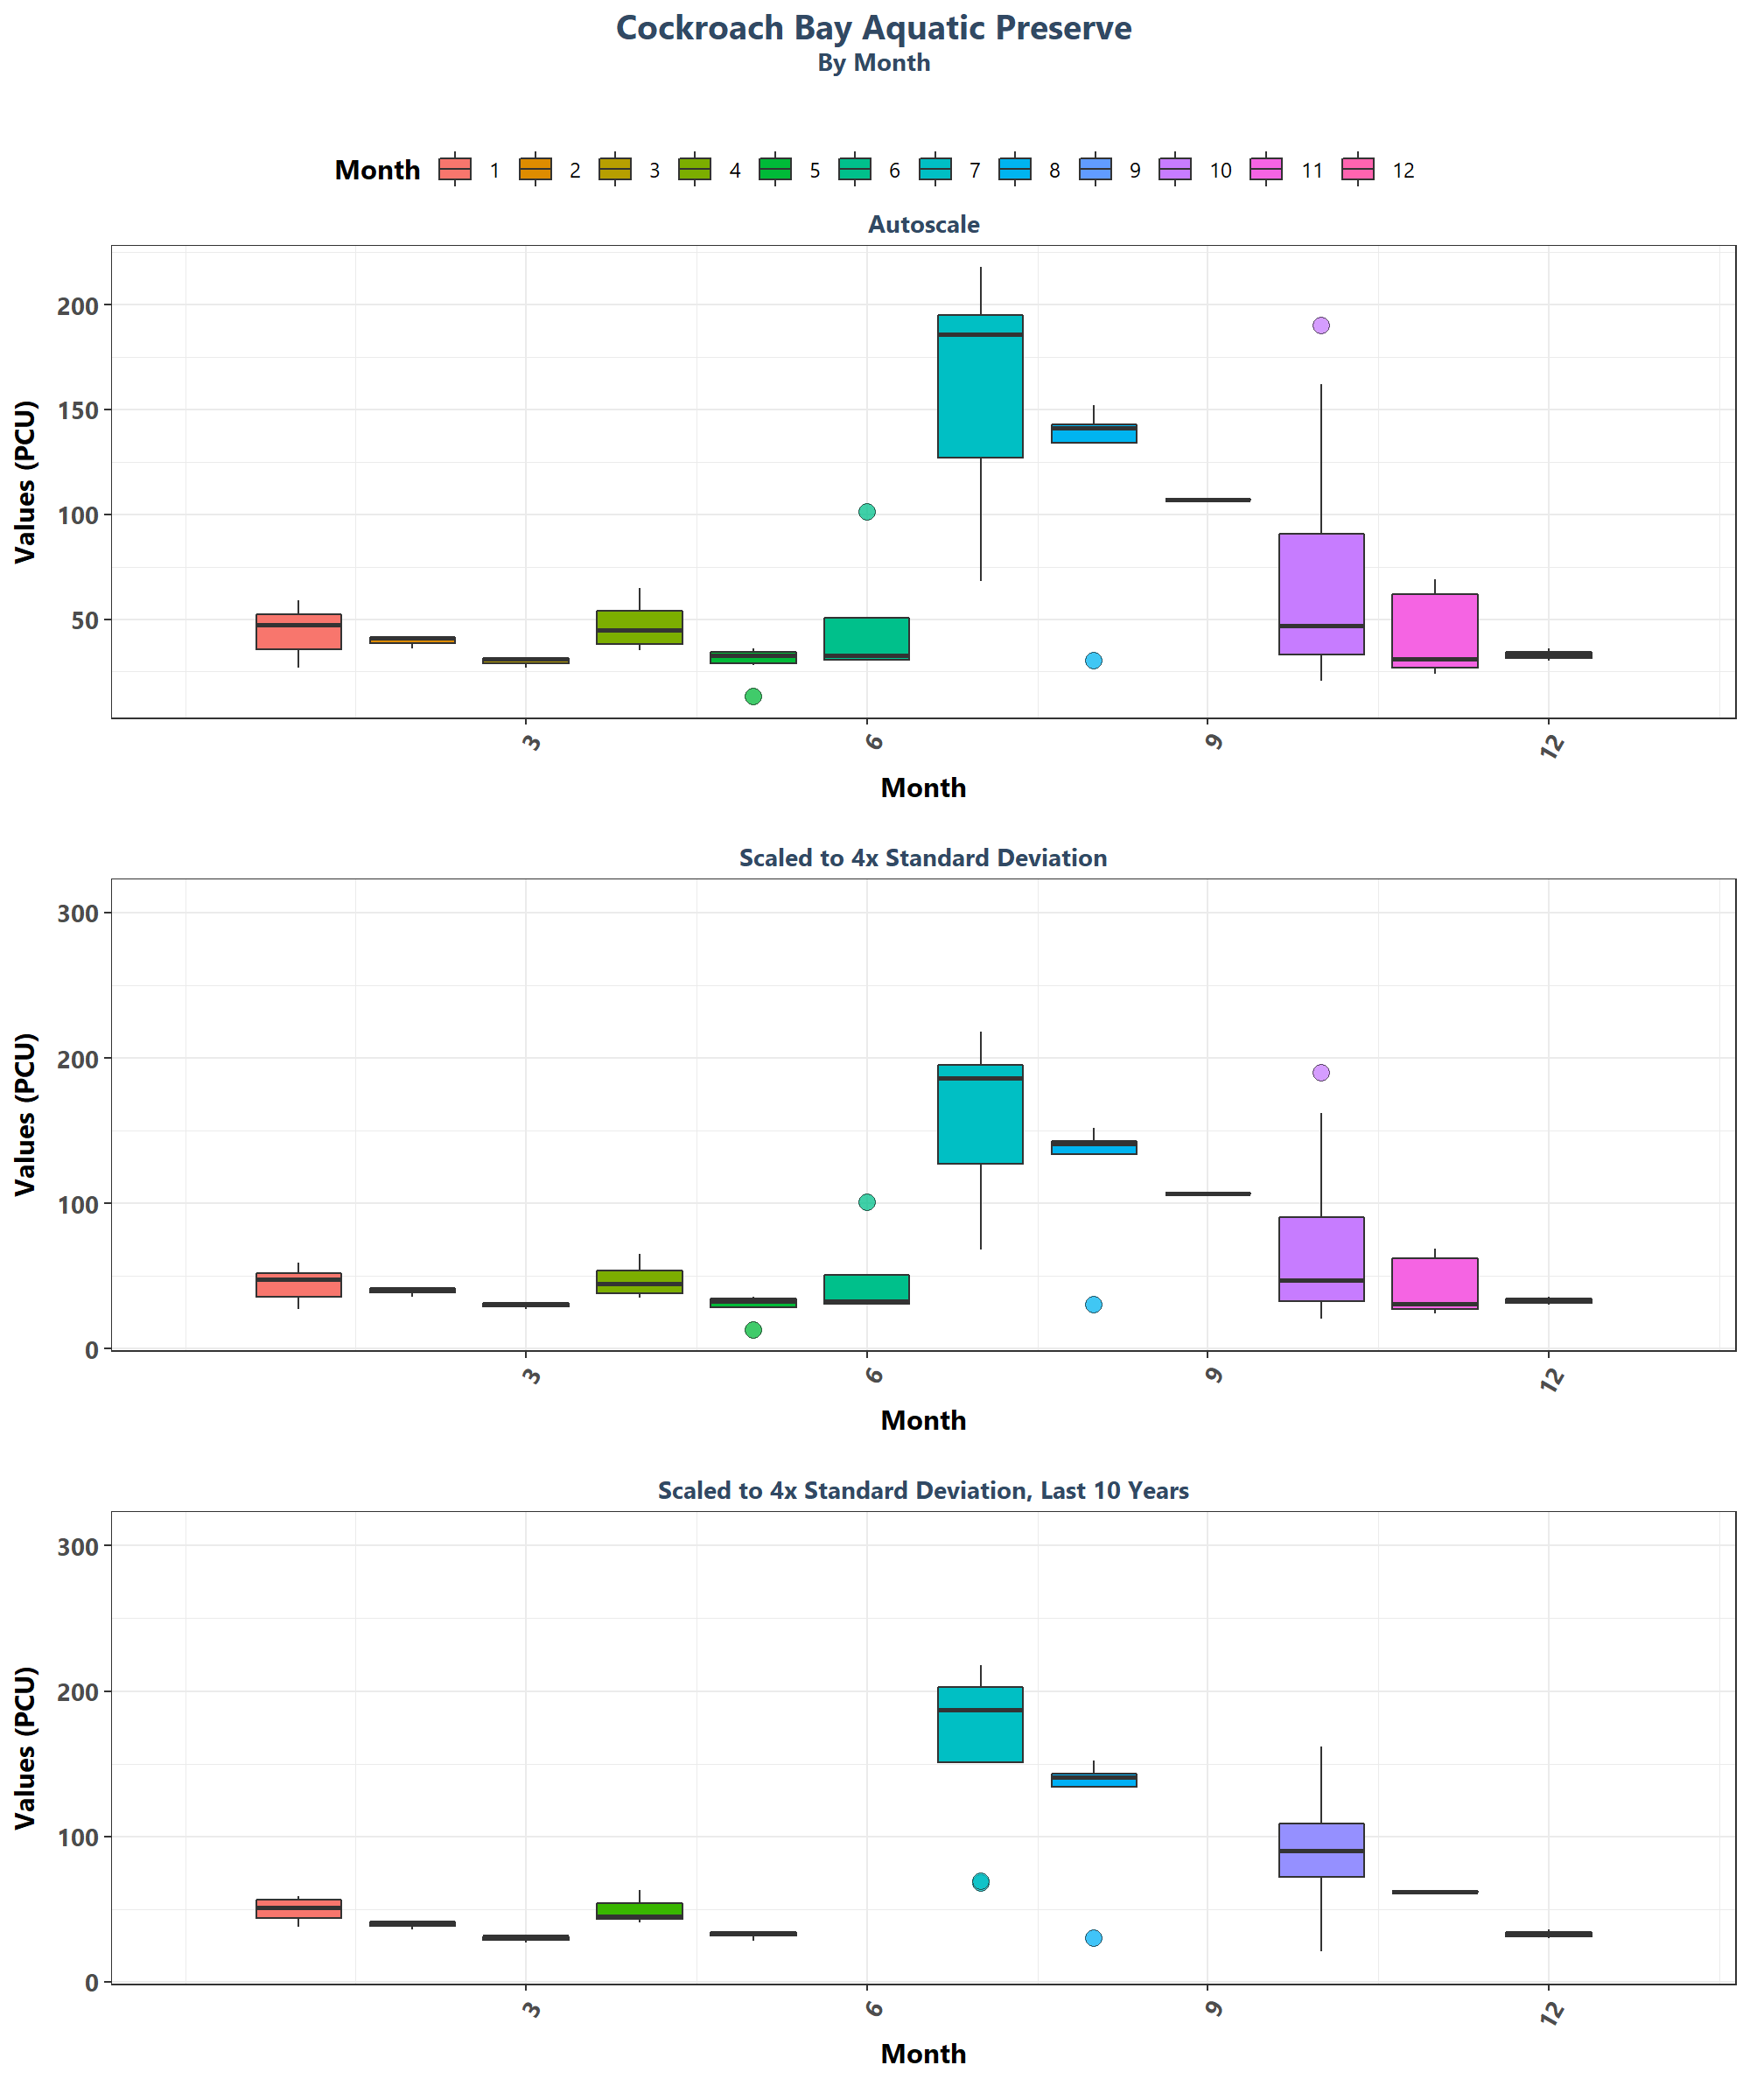 Cockroach Bay Aquatic Preserve
By Month
Month 1 2 3 4 5 6 7 8 9 10 11 12
Autoscale
Values (PCU)
200
150
100
50
3 6 9 12
Month
Scaled to 4x Standard Deviation
Values (PCU)
300
200
100
0
3 6 9 12
Month
Scaled to 4x Standard Deviation, Last 10 Years
Values (PCU)
300
200
100
0
3 6 9 12
Month